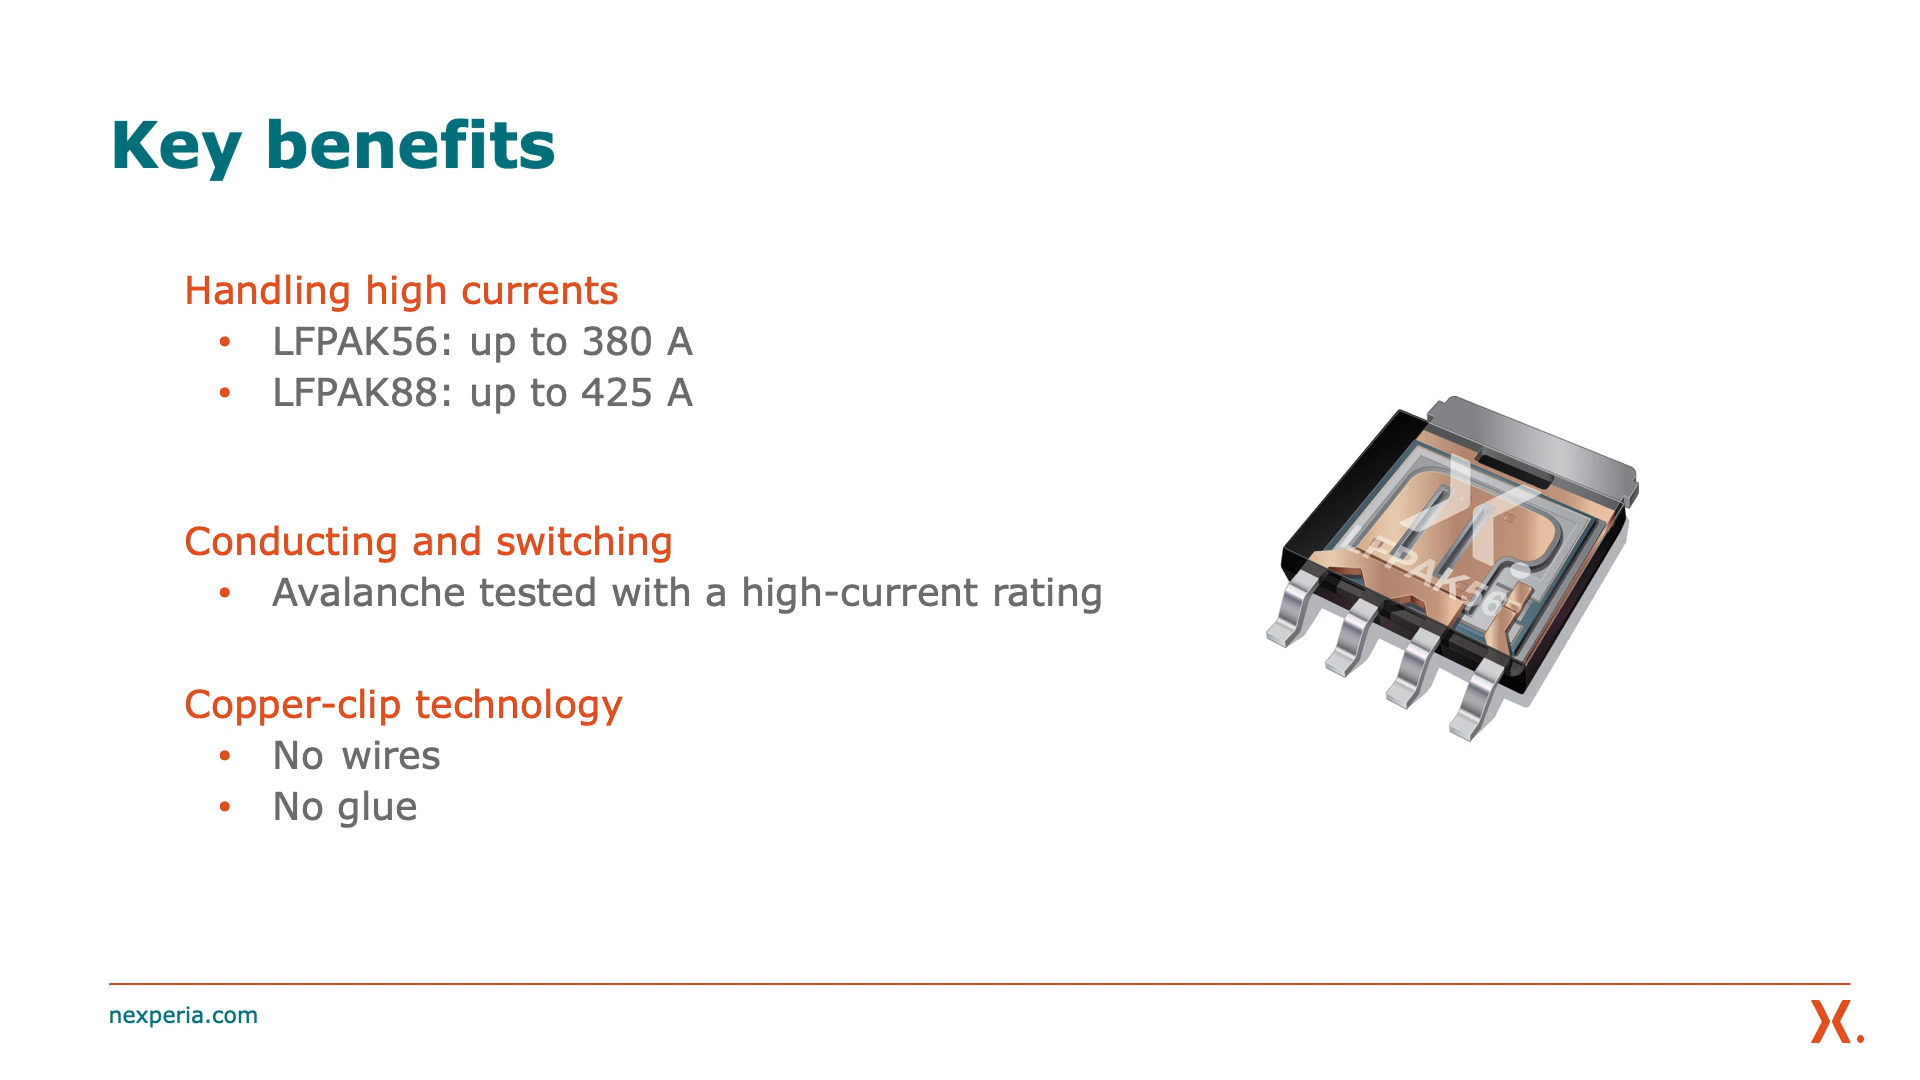 Key benefits
Handling high currents
• LFPAK56: up to 380 A
• LFPAK88: up to 425 A
Conducting and switching
• Avalanche tested with a high-current rating
Copper-clip technology
• No wires
• No glue
LFPAK56
nexperia.com